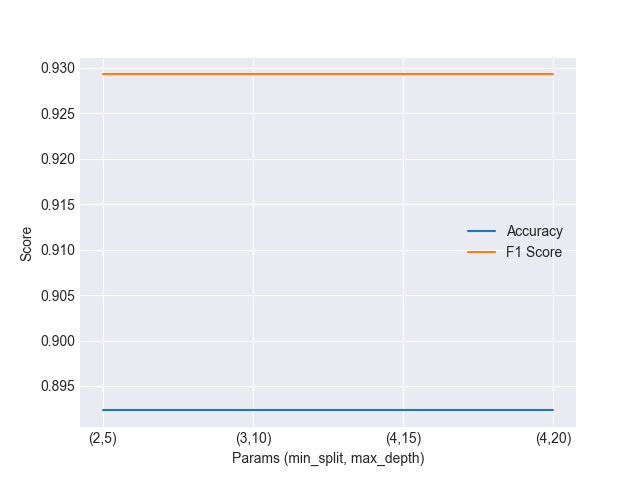 0.930
0.925
0.920
0.915
0.910
0.905
0.900
0.895
Score
Accuracy
F1 Score
(2,5) (3,10) (4,15) (4,20)
Params (min_split, max_depth)